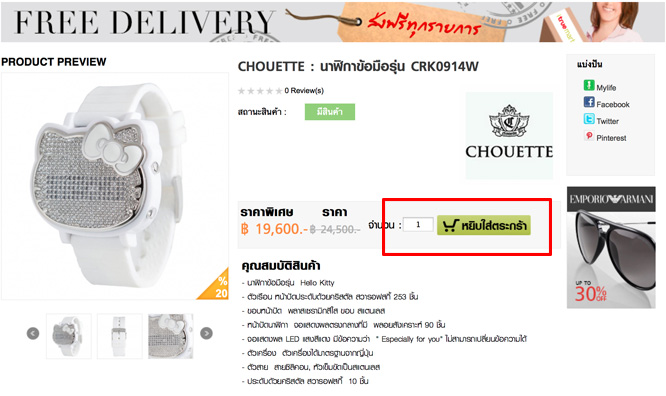 FREE DELIVERY
ส่งฟรีทุกรายการ
PRODUCT PREVIEW
CHOUETTE : นาฬิกาข้อมือรุ่น CRK0914W
0 Review(s)
สถานะสินค้า :
มีสินค้า
CHOUETTE
แบ่งปัน
Mylife
Facebook
Twitter
Pinterest
ราคาพิเศษ
ราคา
฿ 19,600.-
฿ 24,500.-
จำนวน :
1
หยิบใส่ตระกร้า
%
20
EMPORIO ARMANI
UP TO
30% OFF
คุณสมบัติสินค้า
- นาฬิกาข้อมือรุ่น Hello Kitty
- ตัวเรือน หน้าปัดประดับด้วยคริสตัล สวารอฟสกี้ 253 ชิ้น
- ขอบหน้าปัด พลาสเซรามิกสีใส ขอบ สแตนเลส
- หน้าปัดนาฬิกา จอแสดงผลตรงกลางที่มี พลอยสังเคราะห์ 90 ชิ้น
- จอแสดงผล LED แสงสีแดง มีข้อความว่า " Especially for you" ไม่สามารถเปลี่ยนข้อความได้
- ตัวเครื่อง ตัวเครื่องได้มาตรฐานจากญี่ปุ่น
- ตัวสาย สายซิลิคอน, หัวเข็มขัดเป็นสแตนเลส
- ประดับด้วยคริสตัล สวารอฟสกี้ 10 ชิ้น